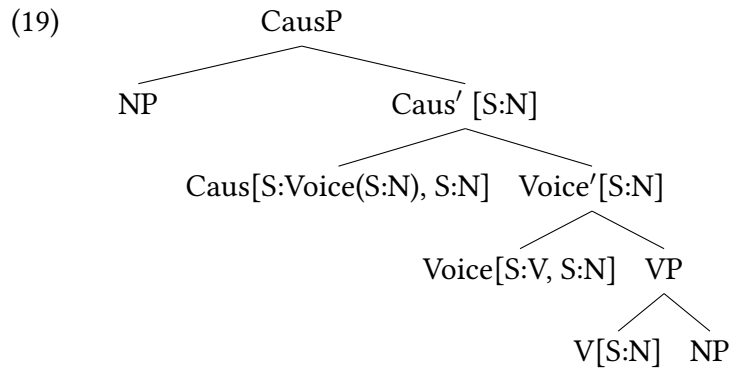 (19) CausP
NP Caus′ [S:N]
Caus[S:Voice(S:N), S:N] Voice′[S:N]
Voice[S:V, S:N] VP
V[S:N] NP